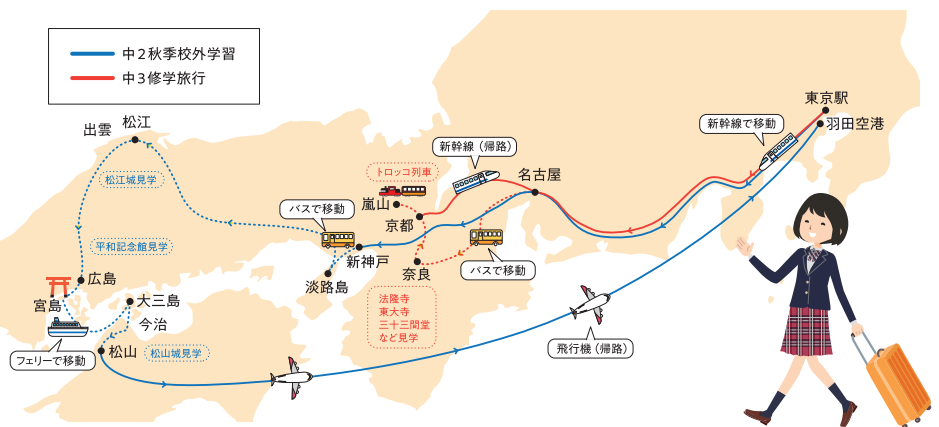 中2秋季校外学習
中3修学旅行
東京駅
羽田空港
新幹線で移動
新幹線（帰路）
名古屋
トロッコ列車
嵐山
京都
奈良
バスで移動
法隆寺
東大寺
三十三間堂
など見学
バスで移動
新神戸
淡路島
出雲
松江
松江城見学
平和記念館見学
広島
宮島
大三島
今治
フェリーで移動
松山
松山城見学
飛行機（帰路）